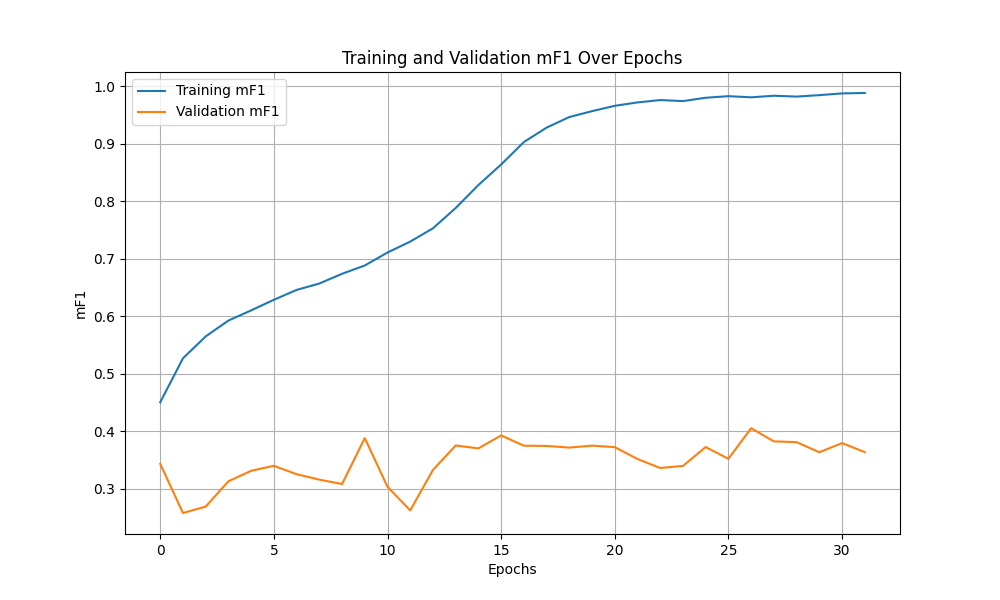 Training and Validation mF1 Over Epochs
Training mF1
Validation mF1
mF1
1.0
0.9
0.8
0.7
0.6
0.5
0.4
0.3
0 5 10 15 20 25 30
Epochs